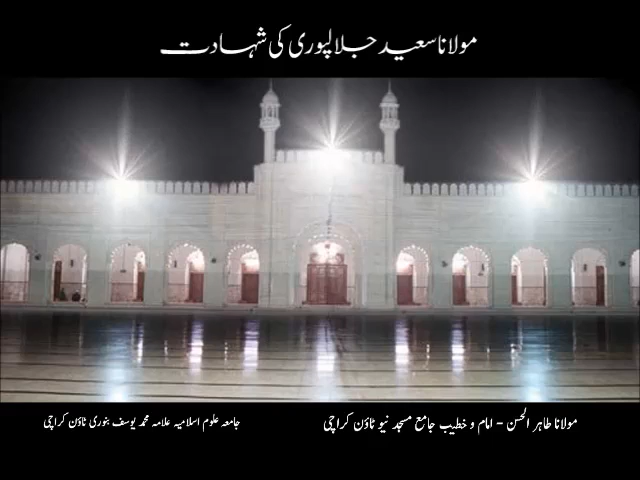 مولانا سعید جلالپوری کی شہادت
مولانا طاہر الحسن - امام و خطیب جامع مسجد نیو ٹاؤن کراچی
جامعہ علوم اسلامیہ علامہ محمد یوسف بنوری ٹاؤن کراچی